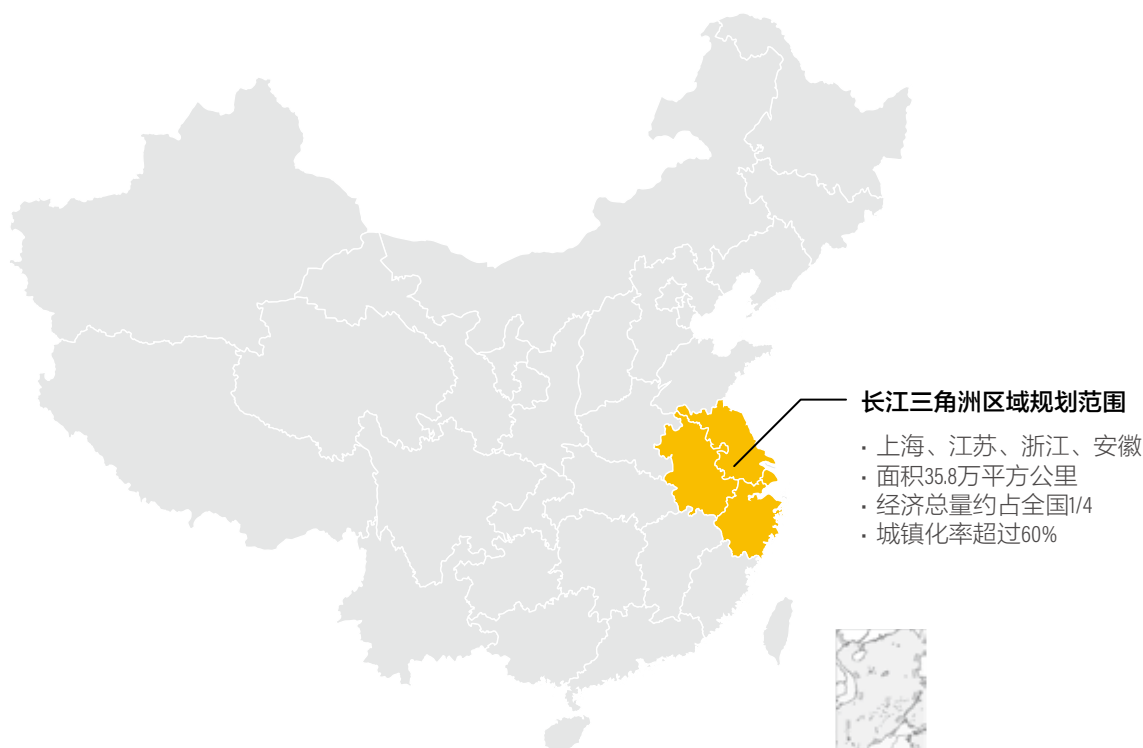 长江三角洲区域规划范围
· 上海、江苏、浙江、安徽
· 面积35.8万平方公里
· 经济总量约占全国1/4
· 城镇化率超过60%